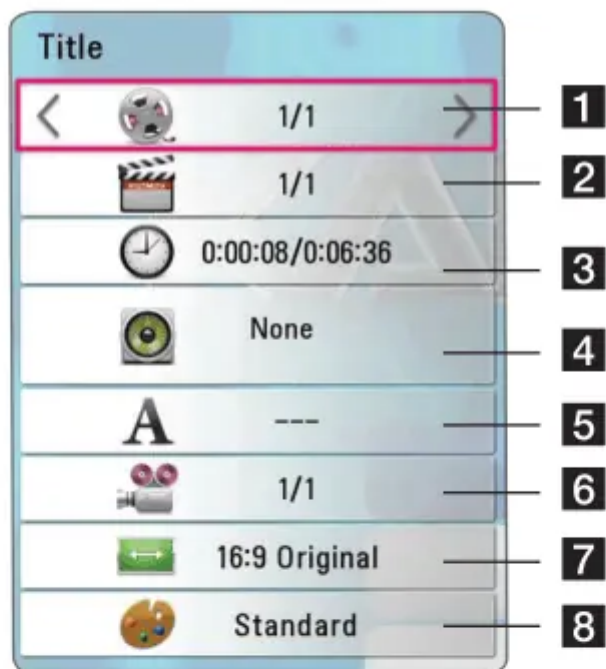 Title
1/1 1
1/1 2
0:00:08/0:06:36 3
None 4
A --- 5
1/1 6
16:9 Original 7
Standard 8